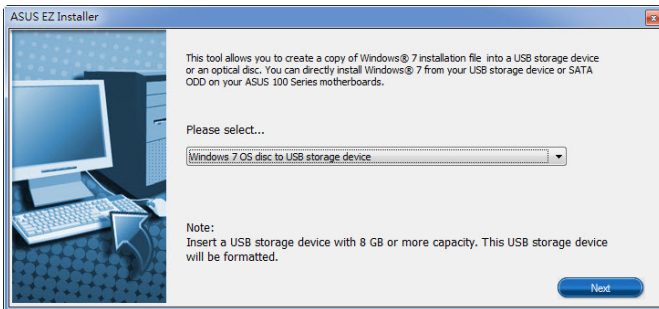 ASUS EZ Installer
This tool allows you to create a copy of Windows® 7 installation file into a USB storage device
or an optical disc. You can directly install Windows® 7 from your USB storage device or SATA
ODD on your ASUS 100 Series motherboards.
Please select...
Windows 7 OS disc to USB storage device
Note:
Insert a USB storage device with 8 GB or more capacity. This USB storage device
will be formatted.
Next